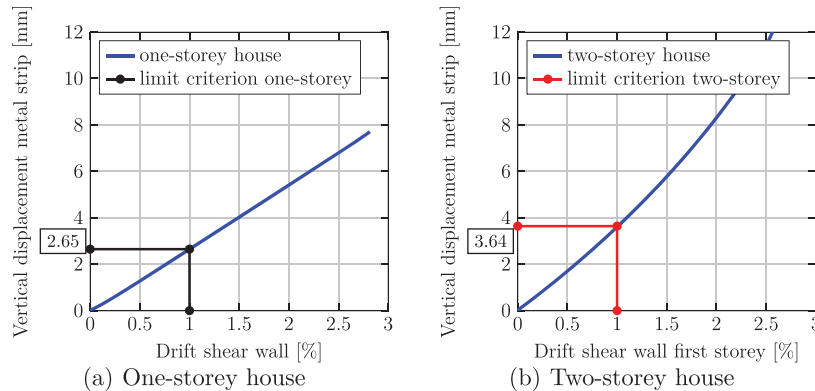 Vertical displacement metal strip [mm]
12
10
8
6
4
2
0
2.65
one-storey house
limit criterion one-storey
0 0.5 1 1.5 2 2.5 3
Drift shear wall [%]
(a) One-storey house
Vertical displacement metal strip [mm]
12
10
8
6
4
2
0
3.64
two-storey house
limit criterion two-storey
0 0.5 1 1.5 2 2.5 3
Drift shear wall first storey [%]
(b) Two-storey house